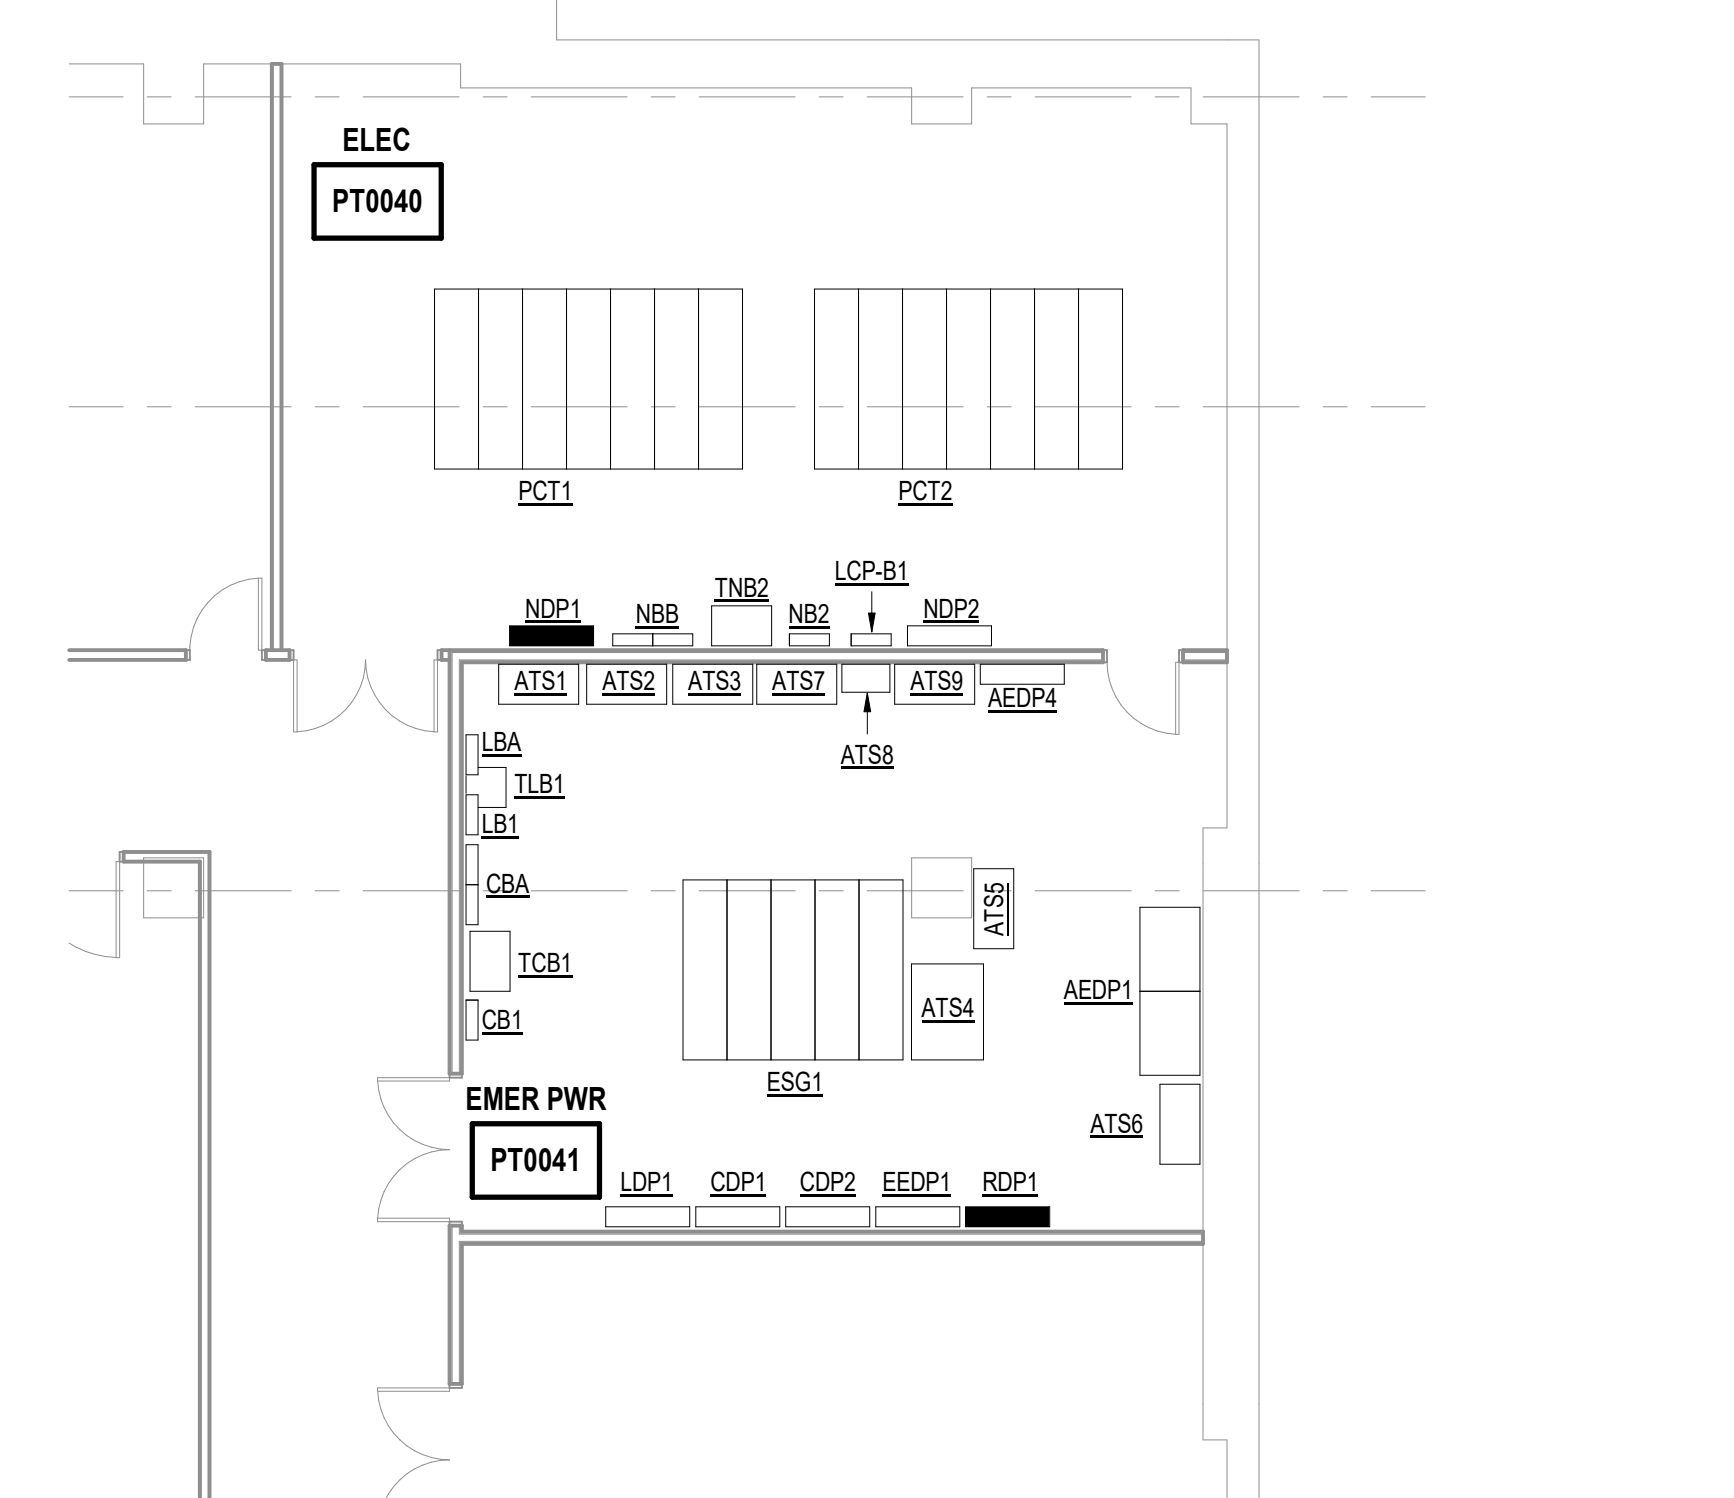 ELEC
PT0040
PCT1
PCT2
LCP-B1
TNB2
NDP1
NBB
NB2
NDP2
ATS1
ATS2
ATS3
ATS7
ATS9
AEDP4
ATS8
LBA
TLB1
LB1
CBA
ATS5
TCB1
AEDP1
ATS4
CB1
ESG1
EMER PWR
ATS6
PT0041
LDP1
CDP1
CDP2
EEDP1
RDP1